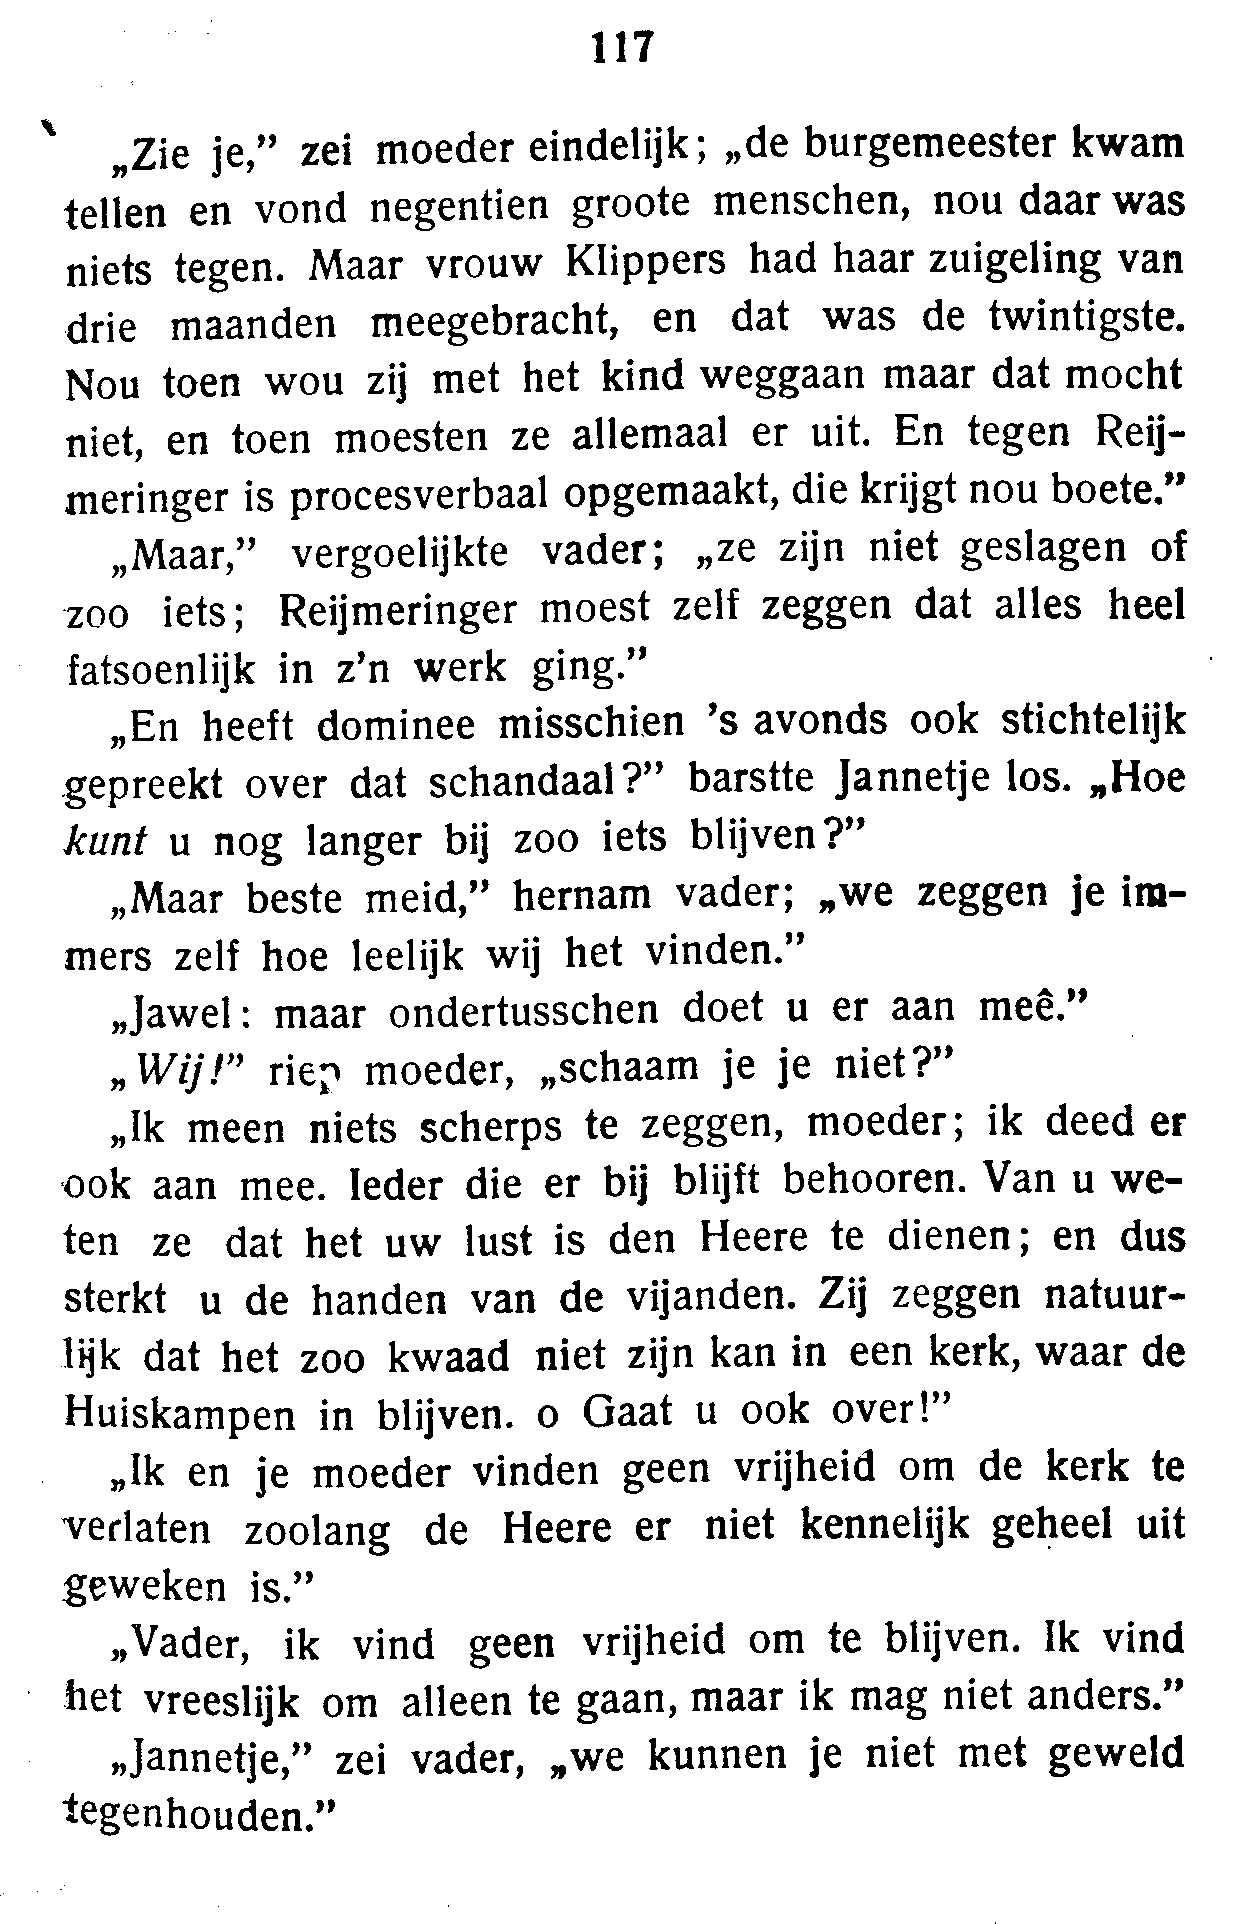 117
„Zie je,” zei moeder eindelijk; „de burgemeester kwam
tellen en vond negentien groote menschen, nou daar was
niets tegen. Maar vrouw Klippers had haar zuigeling van
drie maanden meegebracht, en dat was de twintigste.
Nou toen wou zij met het kind weggaan maar dat mocht
niet, en toen moesten ze allemaal er uit. En tegen Reij-
meringer is procesverbaal opgemaakt, die krijgt nou boete.”
„Maar,” vergoelijkte vader; „ze zijn niet geslagen of
zoo iets; Reijmeringer moest zelf zeggen dat alles heel
fatsoenlijk in z’n werk ging.”
„En heeft dominee misschien ’s avonds ook stichtelijk
gepreekt over dat schandaal?” barstte Jannetje los. „Hoe
kunt u nog langer bij zoo iets blijven?”
„Maar beste meid,” hernam vader; „we zeggen je im-
mers zelf hoe leelijk wij het vinden.”
„Jawel: maar ondertusschen doet u er aan meê.”
„Wij!” riep moeder, „schaam je je niet?”
„Ik meen niets scherps te zeggen, moeder; ik deed er
ook aan mee. Ieder die er bij blijft behooren. Van u we-
ten ze dat het uw lust is den Heere te dienen; en dus
sterkt u de handen van de vijanden. Zij zeggen natuur-
lijk dat het zoo kwaad niet zijn kan in een kerk, waar de
Huiskampen in blijven. o Gaat u ook over!”
„Ik en je moeder vinden geen vrijheid om de kerk te
verlaten zoolang de Heere er niet kennelijk geheel uit
geweken is.”
„Vader, ik vind geen vrijheid om te blijven. Ik vind
het vreeslijk om alleen te gaan, maar ik mag niet anders.”
„Jannetje,” zei vader, „we kunnen je niet met geweld
tegenhouden.”